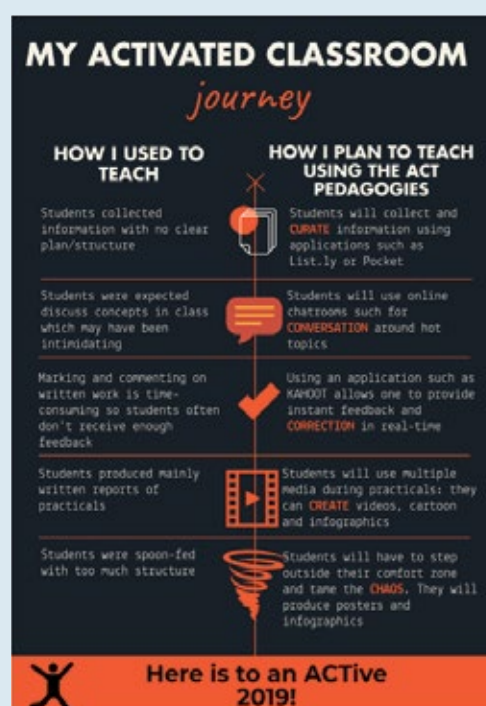 MY ACTIVATED CLASSROOM
journey
HOW I USED TO
TEACH
HOW I PLAN TO TEACH
USING THE ACT
PEDAGOGIES
Students collected
information with no clear
plan/structure
Students will collect and
CURATE information using
applications such as
List.ly or Pocket
Students were expected
discuss concepts in class
which may have been
intimidating
Students will use online
chatrooms such for
CONVERSATION around hot
topics
Marking and commenting on
written work is time-
consuming so students often
don't receive enough
feedback
Using an application such as
KAHOOT allows one to provide
instant feedback and
CORRECTION in real-time
Students produced mainly
written reports of
practicals
Students will use multiple
media during practicals: they
can CREATE videos, cartoon
and infographics
Students were spoon-fed
with too much structure
Students will have to step
outside their comfort zone
and tame the CHAOS. They will
produce posters and
infographics
Here is to an ACTive
2019!